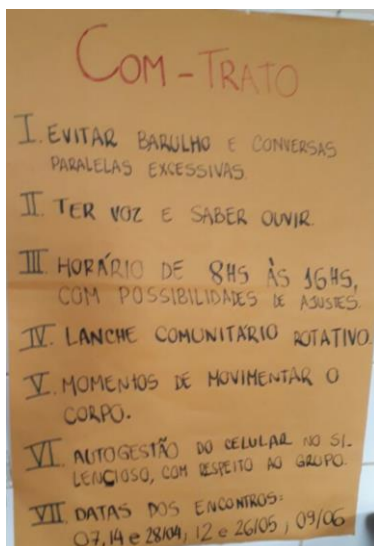 COM-TRATO
I. EVITAR BARULHO E CONVERSAS
PARALELAS EXCESSIVAS.
II. TER VOZ E SABER OUVIR.
III. HORÁRIO DE 8HS ÀS 16HS,
COM POSSIBILIDADES DE AJUSTES.
IV. LANCHE COMUNITÁRIO ROTATIVO.
V. MOMENTOS DE MOVIMENTAR O
CORPO.
VI. AUTOGESTÃO DO CELULAR NO SI-
LENCIOSO, COM RESPEITO AO GRUPO.
VII. DATAS DOS ENCONTROS:
07, 14 e 28/04, 12 e 26/05, 09/06